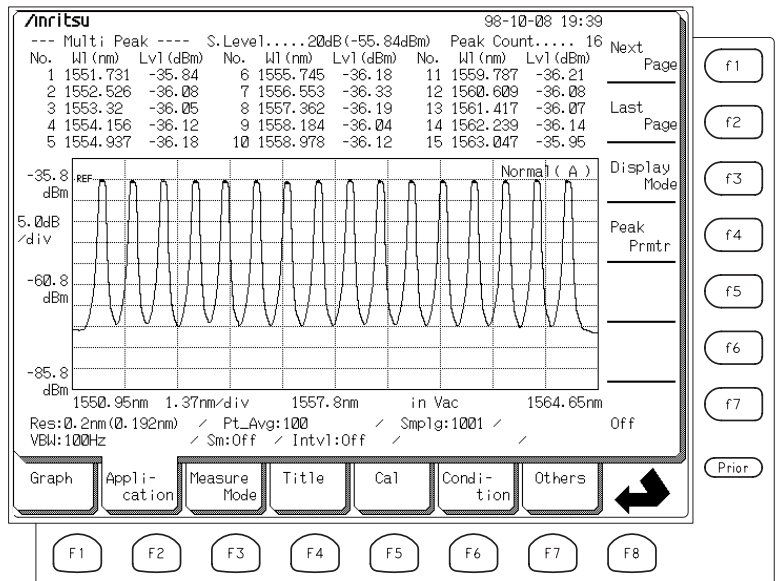 Anritsu 98-10-08 19:39
--- Multi Peak ---- S.Level.....20dB(-55.84dBm) Peak Count..... 16
No. Wl(nm) Lvl(dBm) No. Wl(nm) Lvl(dBm) No. Wl(nm) Lvl(dBm)
1 1551.731 -35.84 6 1555.745 -36.18 11 1559.787 -36.21
2 1552.526 -36.08 7 1556.553 -36.33 12 1560.609 -36.08
3 1553.32 -36.05 8 1557.362 -36.19 13 1561.417 -36.07
4 1554.156 -36.12 9 1558.184 -36.04 14 1562.239 -36.14
5 1554.937 -36.18 10 1558.978 -36.12 15 1563.047 -35.95
-35.8
dBm
REF
Normal( A )
5.0dB
/div
-60.8
dBm
-85.8
dBm
1550.95nm 1.37nm/div 1557.8nm in Vac 1564.65nm
Res:0.2nm(0.192nm) / Pt_Avg:100 / Smplg:1001 /
VBW:100Hz / Sm:Off / Intvl:Off / /
Next
Page
Last
Page
Display
Mode
Peak
Prmtr
Off
f1
f2
f3
f4
f5
f6
f7
Prior
Graph
Appli-
cation
Measure
Mode
Title
Cal
Condi-
tion
Others
F1 F2 F3 F4 F5 F6 F7 F8